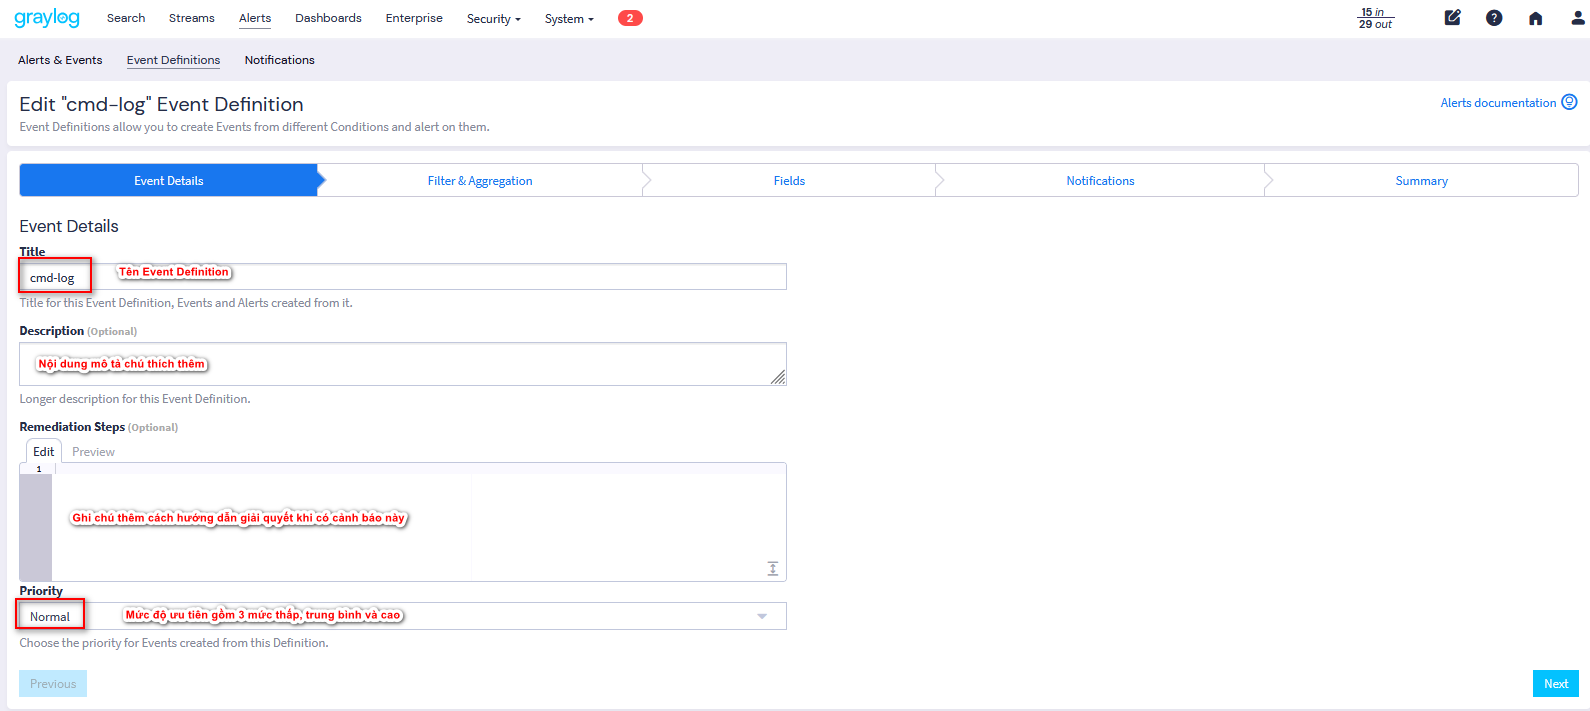 graylog
Search Streams Alerts Dashboards Enterprise Security System 2
15 in
29 out
?
Alerts & Events Event Definitions Notifications
Edit "cmd-log" Event Definition
Alerts documentation
Event Definitions allow you to create Events from different Conditions and alert on them.
Event Details Filter & Aggregation Fields Notifications Summary
Event Details
Title
cmd-log Tên Event Definition
Title for this Event Definition, Events and Alerts created from it.
Description (Optional)
Nội dung mô tả chú thích thêm
Longer description for this Event Definition.
Remediation Steps (Optional)
Edit Preview
1
Ghi chú thêm cách hướng dẫn giải quyết khi có cảnh báo này
Priority
Normal Mức độ ưu tiên gồm 3 mức thấp, trung bình và cao
Choose the priority for Events created from this Definition.
Previous Next